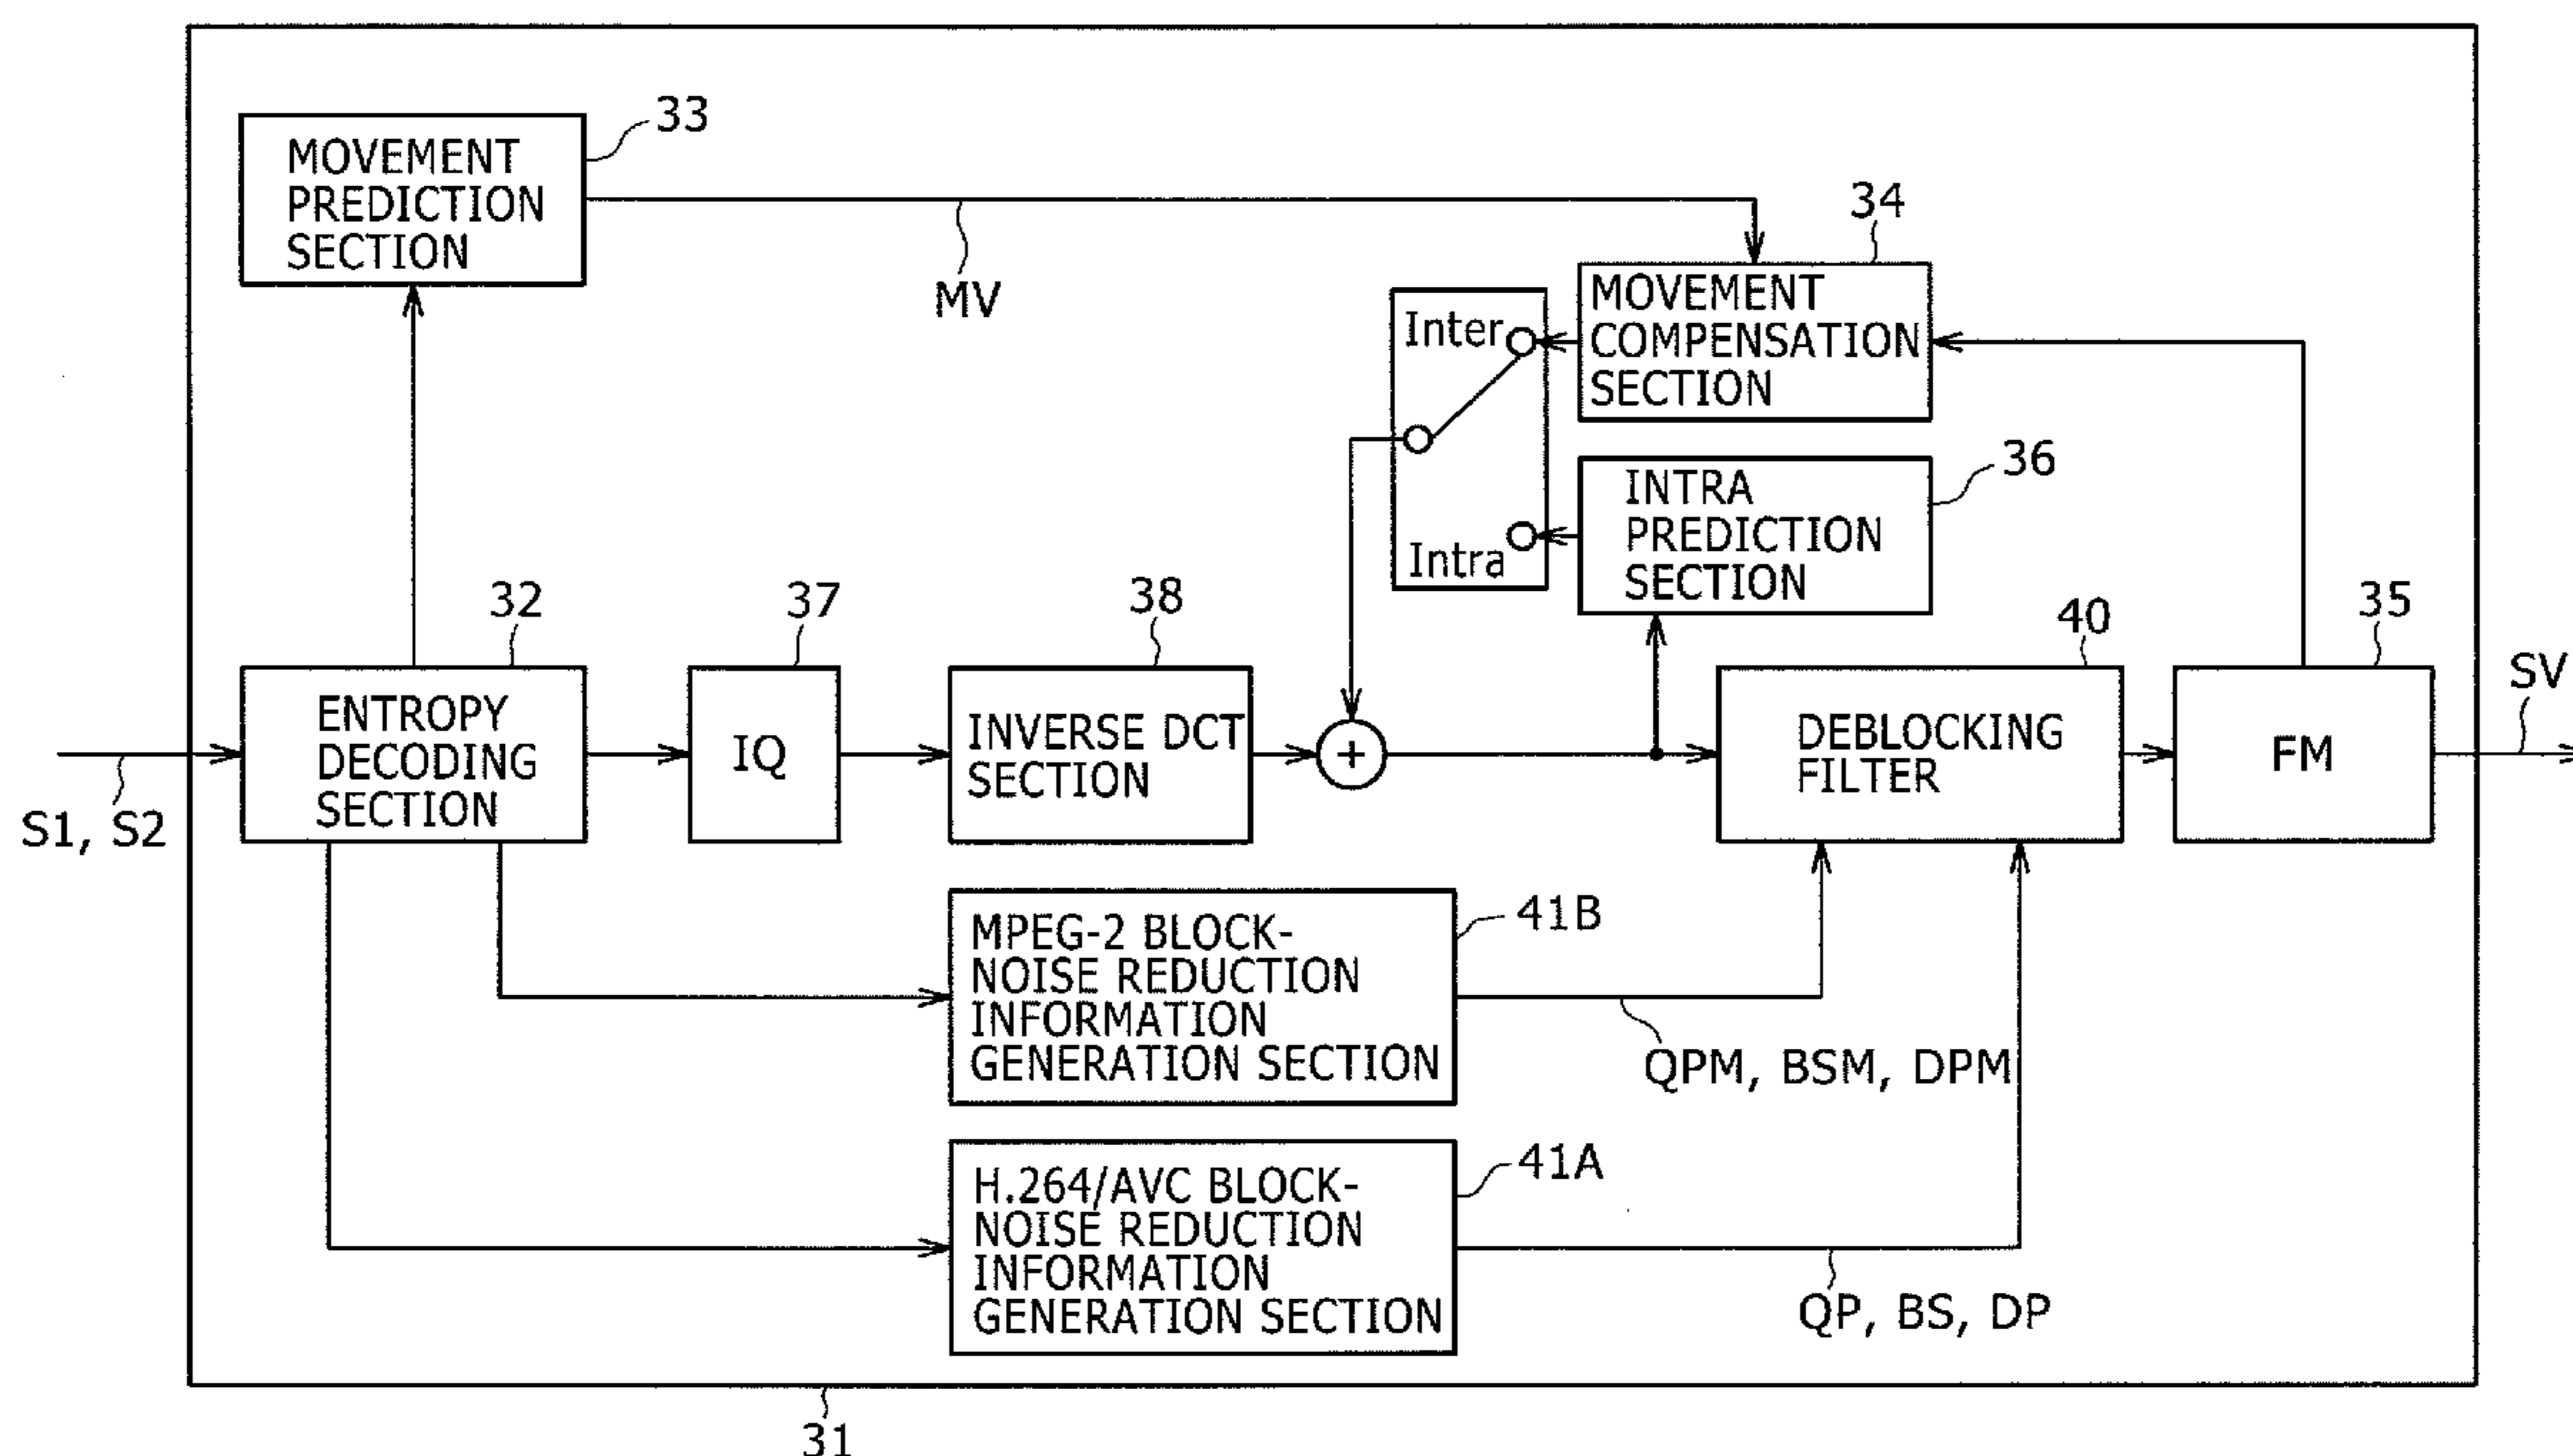 33
MOVEMENT
PREDICTION
SECTION
34
MV
MOVEMENT
COMPENSATION
SECTION
Inter
36
INTRA
PREDICTION
SECTION
Intra
32
37
38
40
35
SV
ENTROPY
DECODING
SECTION
IQ
INVERSE DCT
SECTION
+
DEBLOCKING
FILTER
FM
S1, S2
41B
MPEG-2 BLOCK-
NOISE REDUCTION
INFORMATION
GENERATION SECTION
QPM, BSM, DPM
41A
H.264/AVC BLOCK-
NOISE REDUCTION
INFORMATION
GENERATION SECTION
QP, BS, DP
31